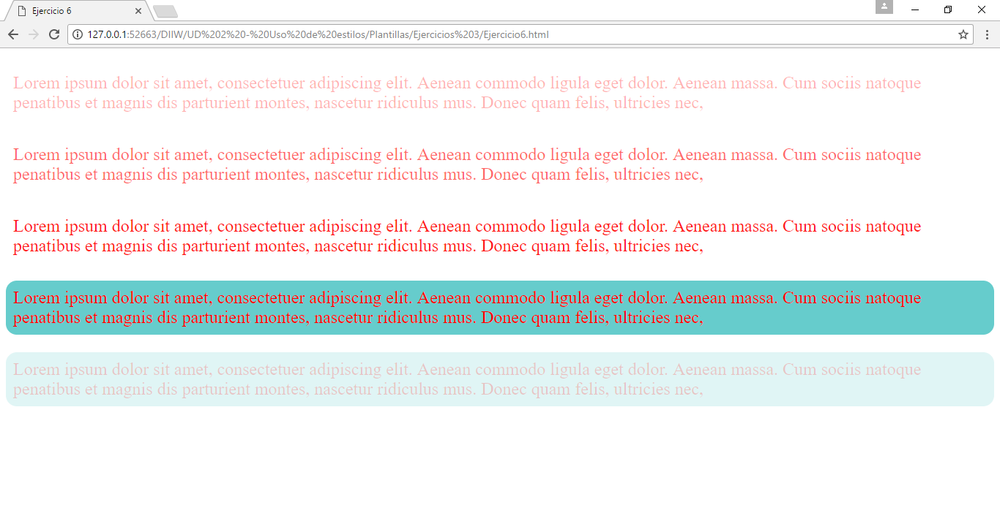 Ejercicio 6
127.0.0.1:52663/DIIW/UD%202%20-%20Uso%20de%20estilos/Plantillas/Ejercicios%203/Ejercicio6.html
Lorem ipsum dolor sit amet, consectetuer adipiscing elit. Aenean commodo ligula eget dolor. Aenean massa. Cum sociis natoque
penatibus et magnis dis parturient montes, nascetur ridiculus mus. Donec quam felis, ultricies nec,
Lorem ipsum dolor sit amet, consectetuer adipiscing elit. Aenean commodo ligula eget dolor. Aenean massa. Cum sociis natoque
penatibus et magnis dis parturient montes, nascetur ridiculus mus. Donec quam felis, ultricies nec,
Lorem ipsum dolor sit amet, consectetuer adipiscing elit. Aenean commodo ligula eget dolor. Aenean massa. Cum sociis natoque
penatibus et magnis dis parturient montes, nascetur ridiculus mus. Donec quam felis, ultricies nec,
Lorem ipsum dolor sit amet, consectetuer adipiscing elit. Aenean commodo ligula eget dolor. Aenean massa. Cum sociis natoque
penatibus et magnis dis parturient montes, nascetur ridiculus mus. Donec quam felis, ultricies nec,
Lorem ipsum dolor sit amet, consectetuer adipiscing elit. Aenean commodo ligula eget dolor. Aenean massa. Cum sociis natoque
penatibus et magnis dis parturient montes, nascetur ridiculus mus. Donec quam felis, ultricies nec,